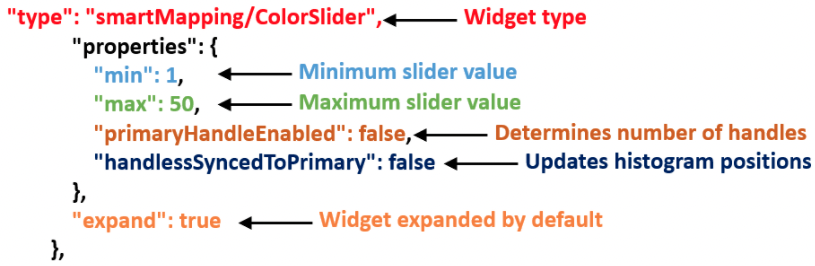 "type": "smartMapping/ColorSlider", Widget type
"properties": {
"min": 1, Minimum slider value
"max": 50, Maximum slider value
"primaryHandleEnabled": false, Determines number of handles
"handlessSyncedToPrimary": false Updates histogram positions
},
"expand": true Widget expanded by default
},